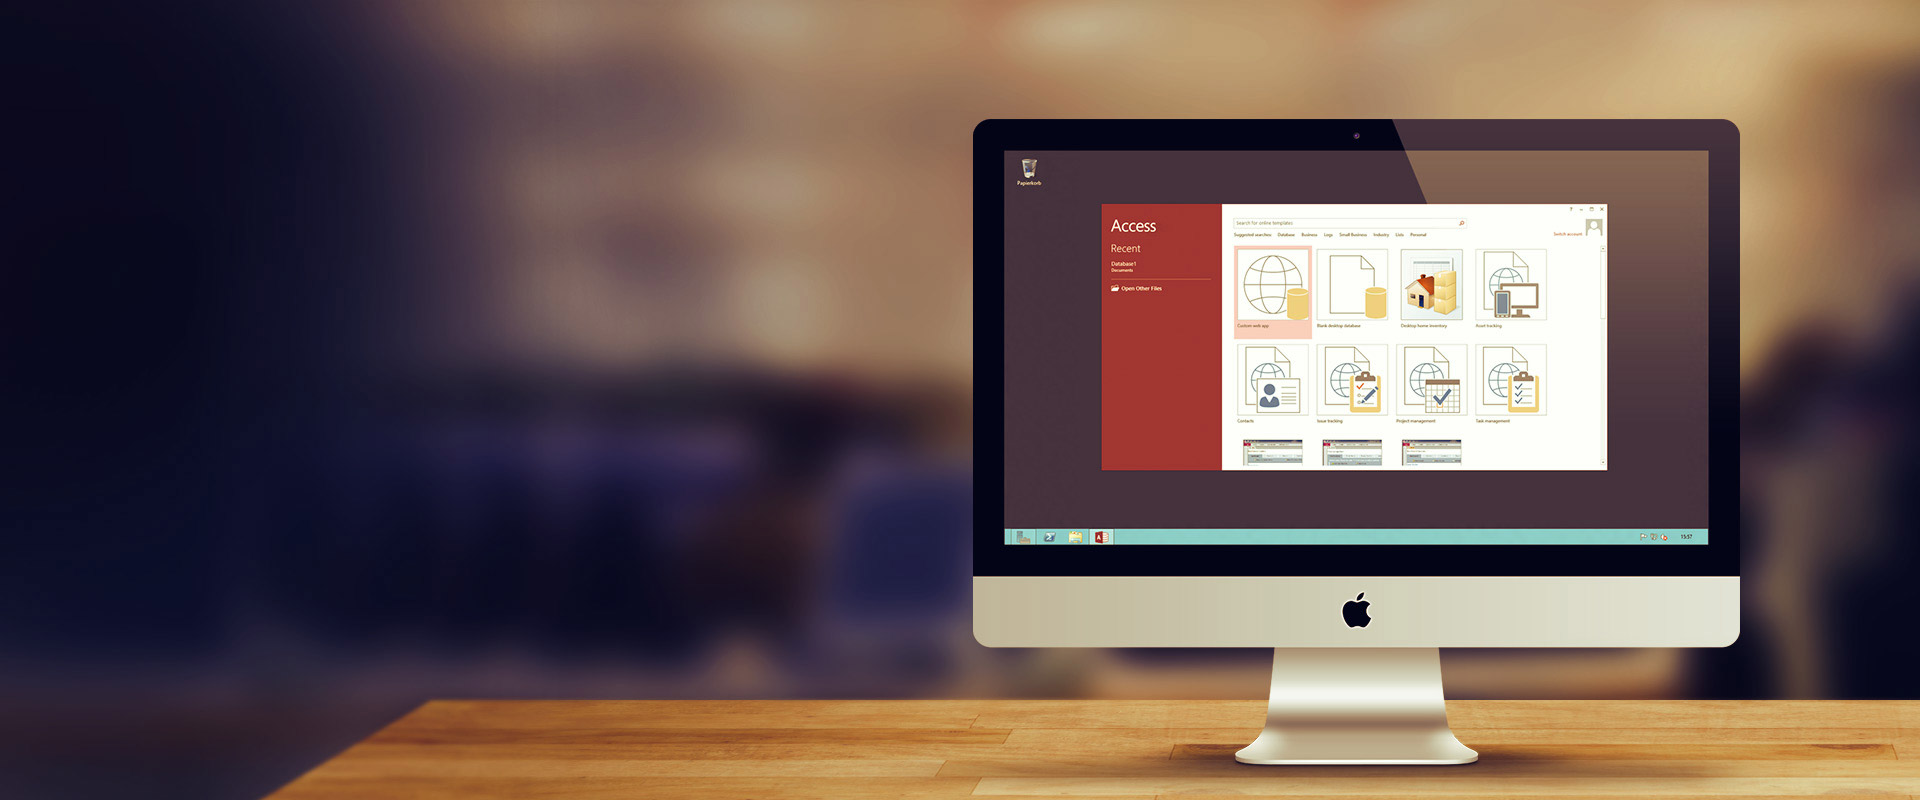 Papierkorb
Access
Recent
Database1
Documents
Open Other Files
Search for online templates
Suggested searches: Database Business Logs Small Business Industry Lists Personal
Switch account
Custom web app
Blank desktop database
Desktop home inventory
Asset tracking
Contacts
Issue tracking
Project management
Task management
15:57